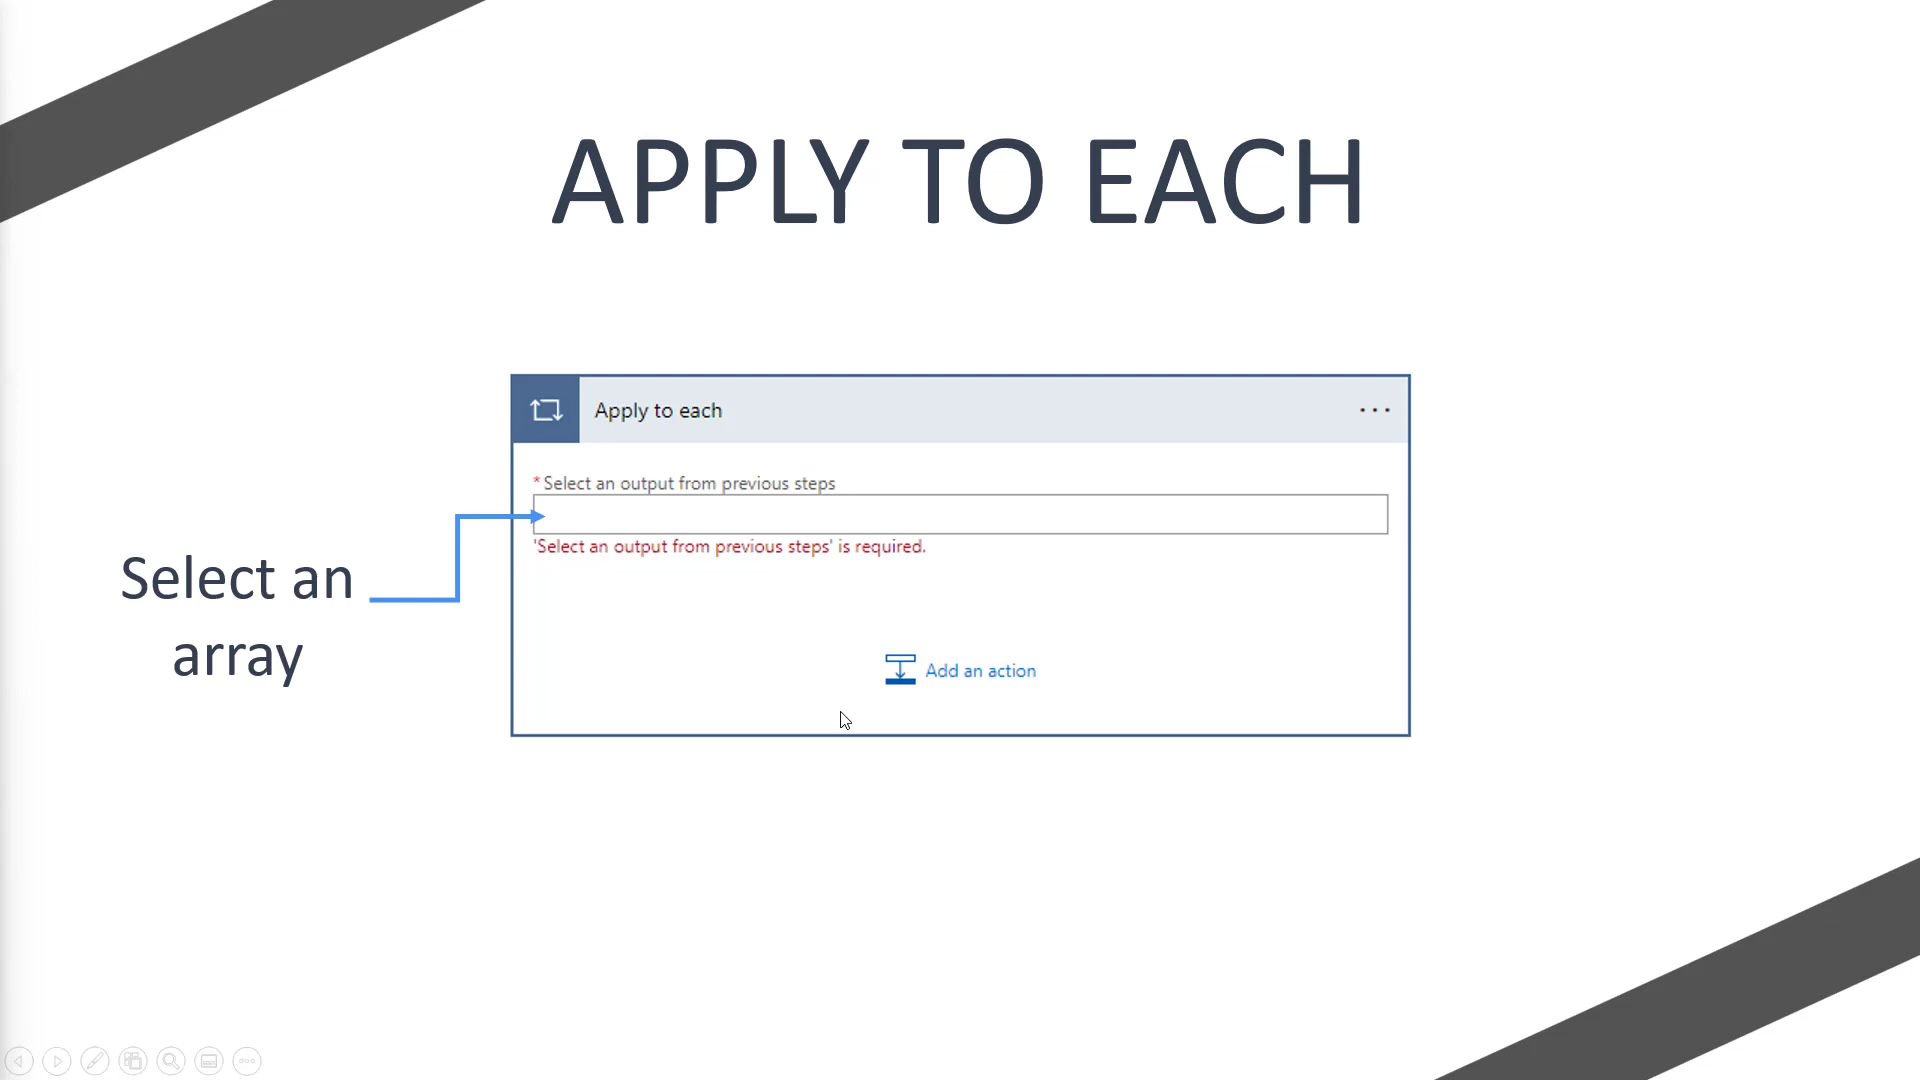 APPLY TO EACH
Apply to each
* Select an output from previous steps
'Select an output from previous steps' is required.
Select an
array
Add an action